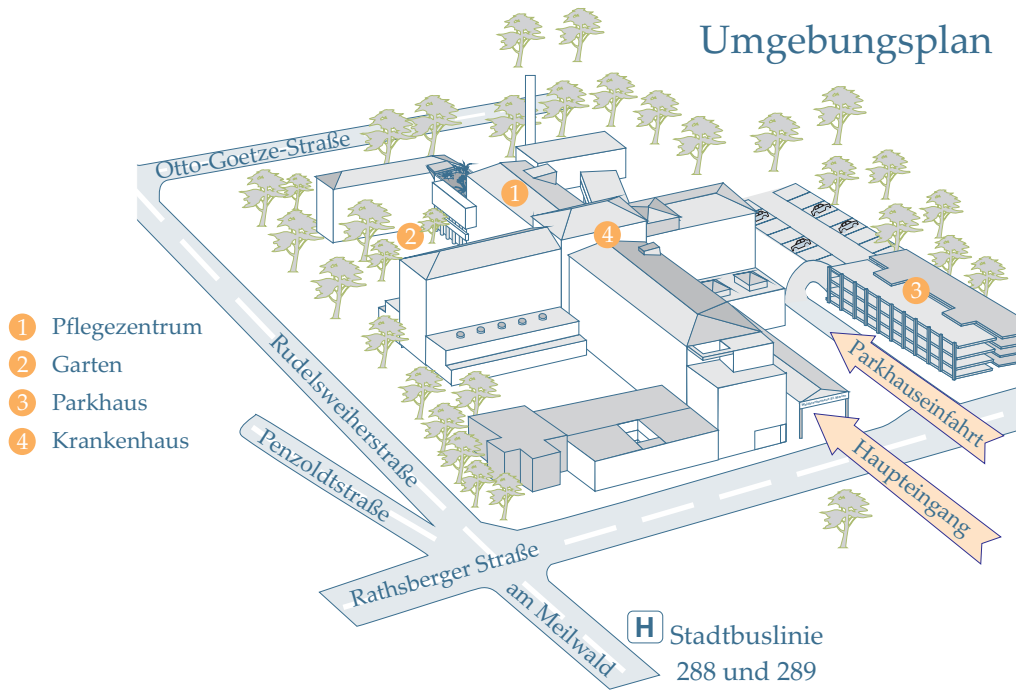 Umgebungsplan
Otto-Goetze-Straße
1
2
4
3
1 Pflegezentrum
2 Garten
3 Parkhaus
4 Krankenhaus
Rudelsweiherstraße
Penzoldtstraße
Parkhauseinfahrt
Haupteingang
Rathsberger Straße
am Meilwald
H Stadtbuslinie
288 und 289